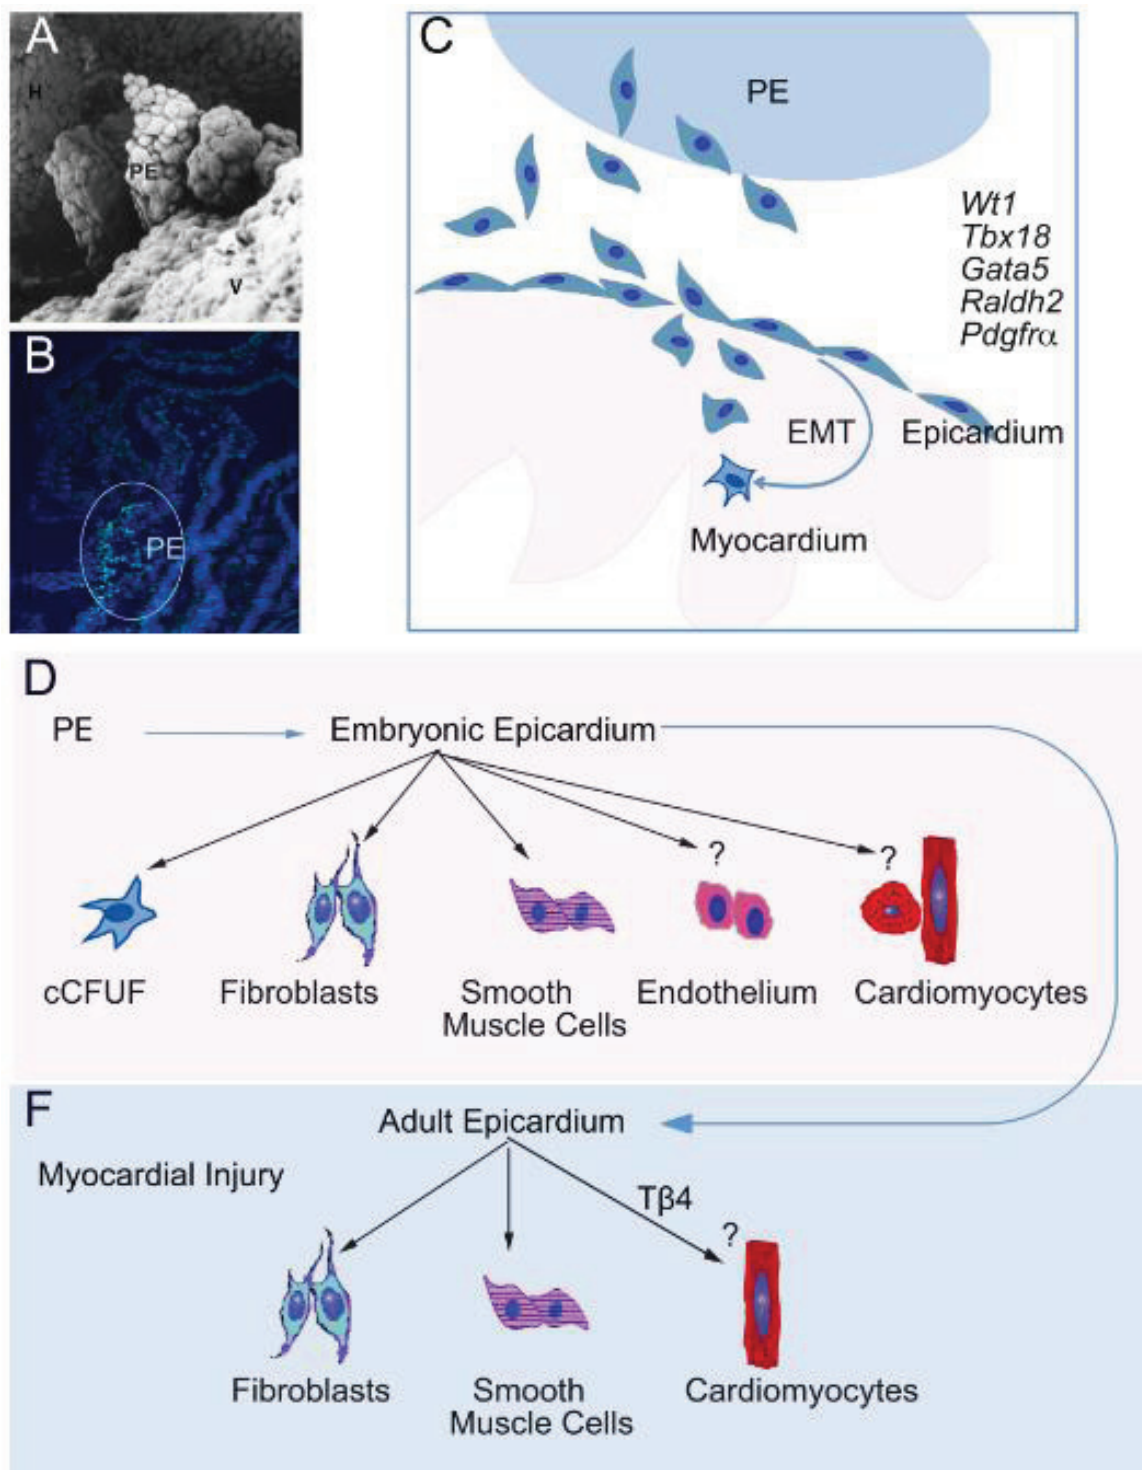 A
H
PE
V
B
PE
C
PE
Wt1
Tbx18
Gata5
Raldh2
Pdgfrα
EMT
Epicardium
Myocardium
D
PE
Embryonic Epicardium
?
?
cCFUF
Fibroblasts
Smooth
Muscle Cells
Endothelium
Cardiomyocytes
F
Adult Epicardium
Myocardial Injury
Tβ4
?
Fibroblasts
Smooth
Muscle Cells
Cardiomyocytes